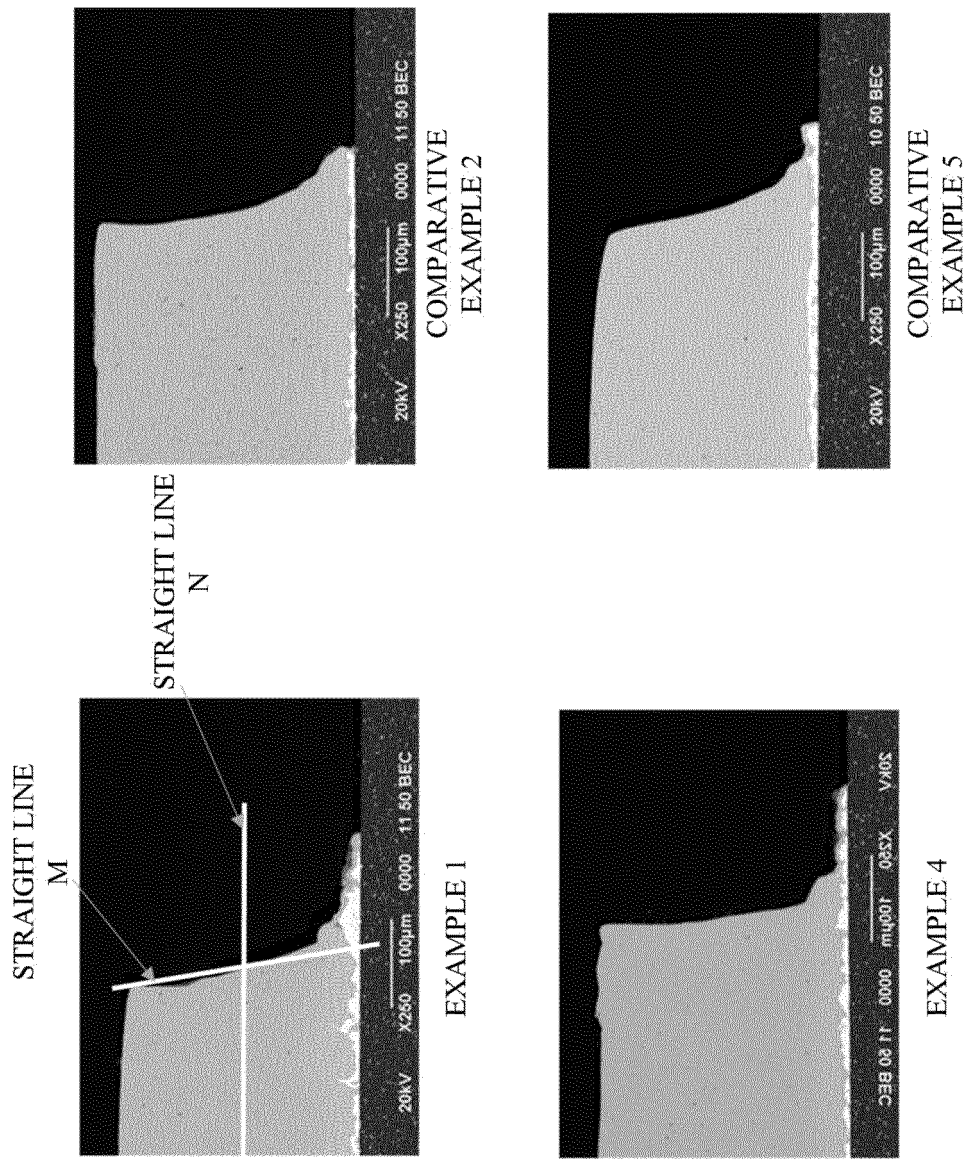 STRAIGHT LINE
M
STRAIGHT LINE
N
20kV X250 100μm 0000 11 50 BEC
EXAMPLE 1
20kV X250 100μm 0000 11 50 BEC
COMPARATIVE
EXAMPLE 2
20kV X250 100μm 0000 11 50 BEC
EXAMPLE 4
20kV X250 100μm 0000 10 50 BEC
COMPARATIVE
EXAMPLE 5